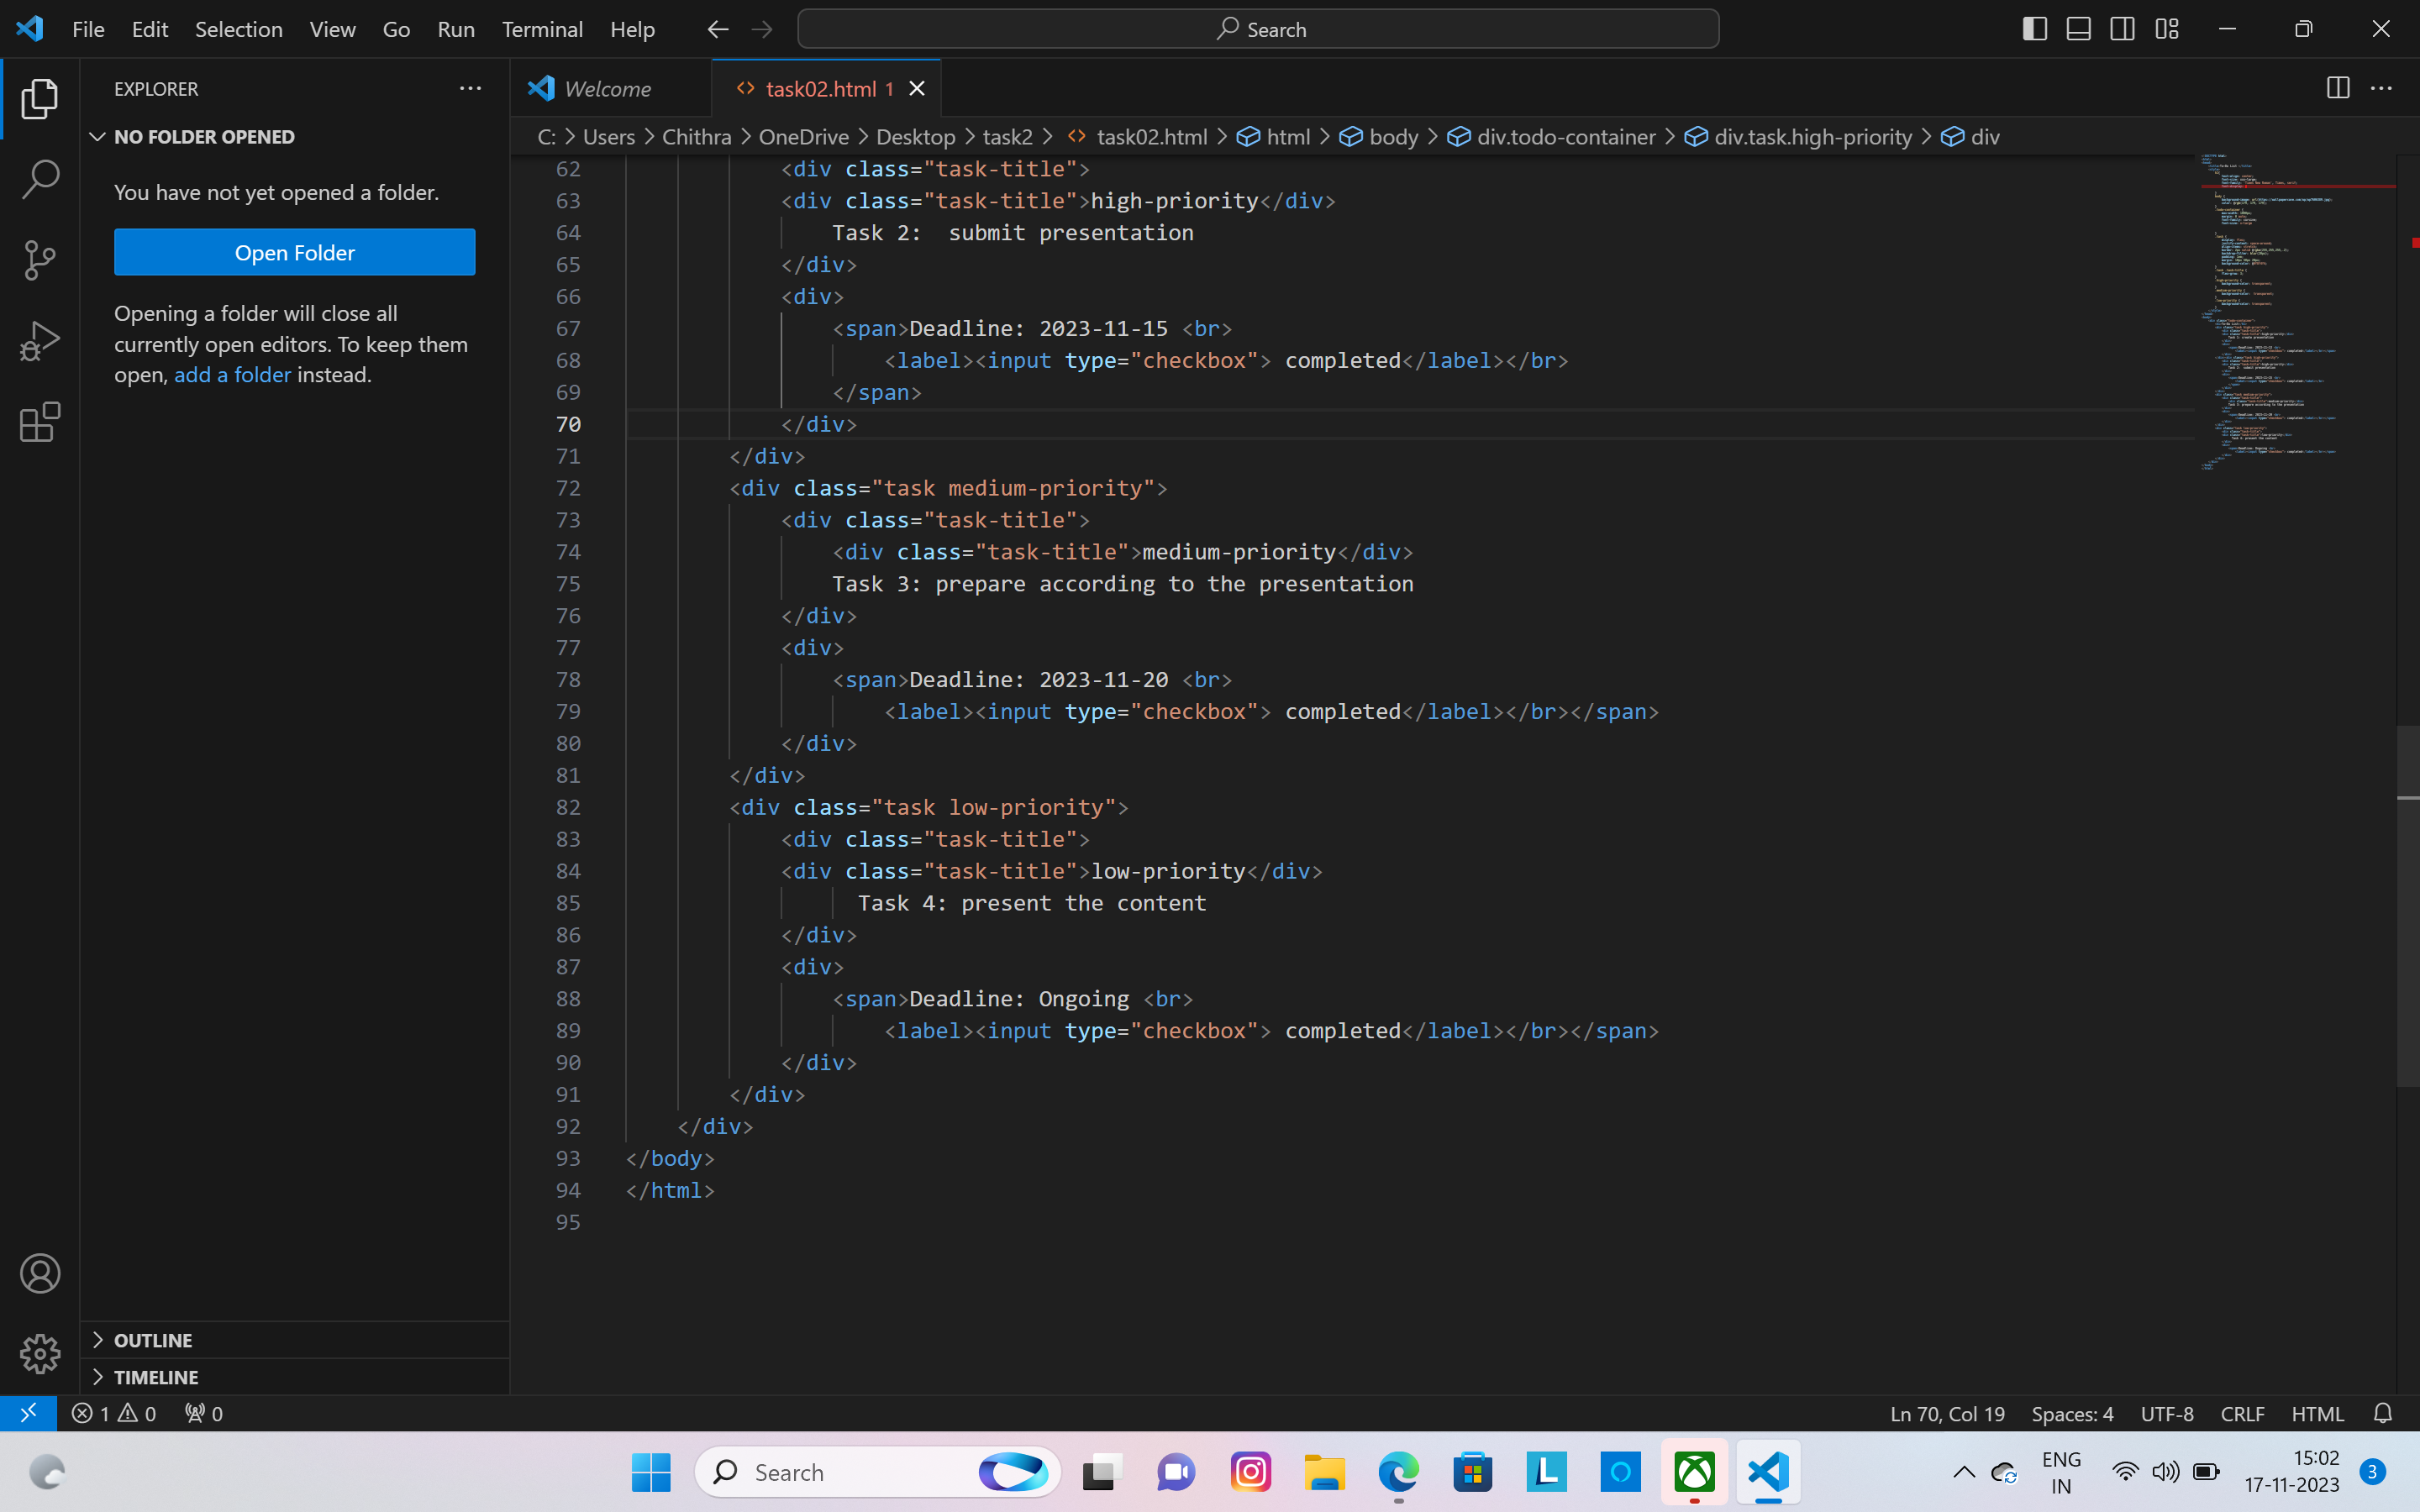 File Edit Selection View Go Run Terminal Help Search
EXPLORER
Welcome
task02.html 1
NO FOLDER OPENED
C: > Users > Chithra > OneDrive > Desktop > task2 > task02.html > html > body > div.todo-container > div.task.high-priority > div
You have not yet opened a folder.
Open Folder
Opening a folder will close all
currently open editors. To keep them
open, add a folder instead.
62 <div class="task-title">
63 <div class="task-title">high-priority</div>
64 Task 2:  submit presentation
65 </div>
66 <div>
67 <span>Deadline: 2023-11-15 <br>
68 <label><input type="checkbox"> completed</label></br>
69 </span>
70 </div>
71 </div>
72 <div class="task medium-priority">
73 <div class="task-title">
74 <div class="task-title">medium-priority</div>
75 Task 3: prepare according to the presentation
76 </div>
77 <div>
78 <span>Deadline: 2023-11-20 <br>
79 <label><input type="checkbox"> completed</label></br></span>
80 </div>
81 </div>
82 <div class="task low-priority">
83 <div class="task-title">
84 <div class="task-title">low-priority</div>
85 Task 4: present the content
86 </div>
87 <div>
88 <span>Deadline: Ongoing <br>
89 <label><input type="checkbox"> completed</label></br></span>
90 </div>
91 </div>
92 </div>
93 </body>
94 </html>
95
OUTLINE
TIMELINE
1 0 0
Ln 70, Col 19 Spaces: 4 UTF-8 CRLF HTML
Search
L
ENG
IN
15:02
17-11-2023
3